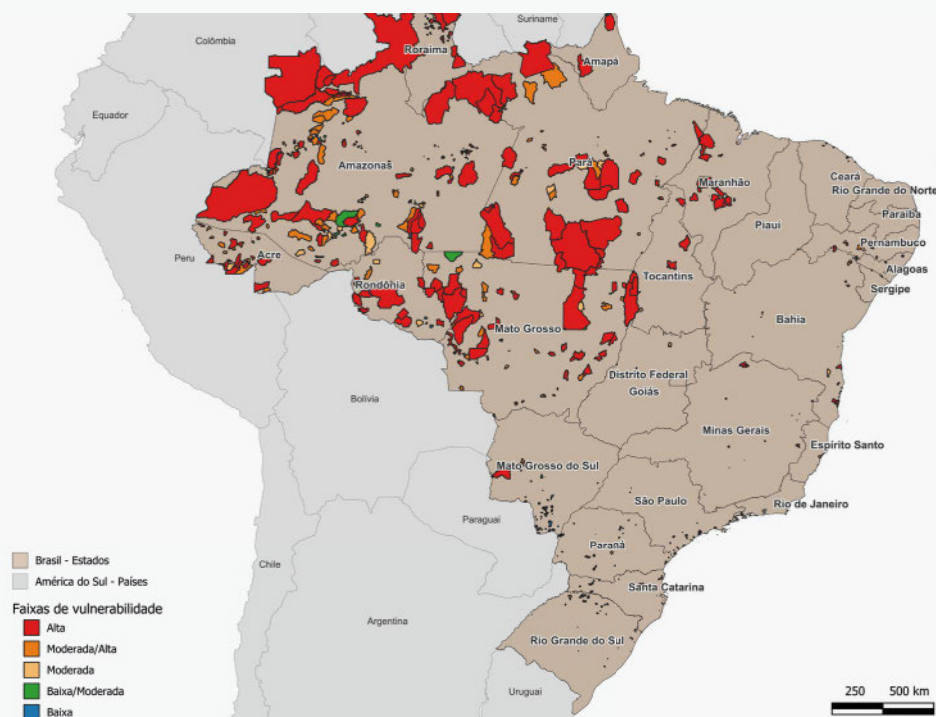 Suriname
Colômbia
Roraima
Amapá
Equador
Amazonas
Pará
Maranhão
Ceará
Rio Grande do Norte
Paraíba
Piauí
Pernambuco
Acre
Peru
Alagoas
Tocantins
Rondôhia
Sergipe
Bahia
Mato Grosso
Distrito Federal
Goiás
Bolívia
Minas Gerais
Espírito Santo
Mato Grosso do Sul
São Paulo
Rio de Janeiro
Paraguai
Paraná
Brasil - Estados
Chile
América do Sul - Países
Santa Catarina
Faixas de vulnerabilidade
Alta
Argentina
Rio Grande do Sul
Moderada/Alta
Moderada
Baixa/Moderada
Uruguai
250 500 km
Baixa